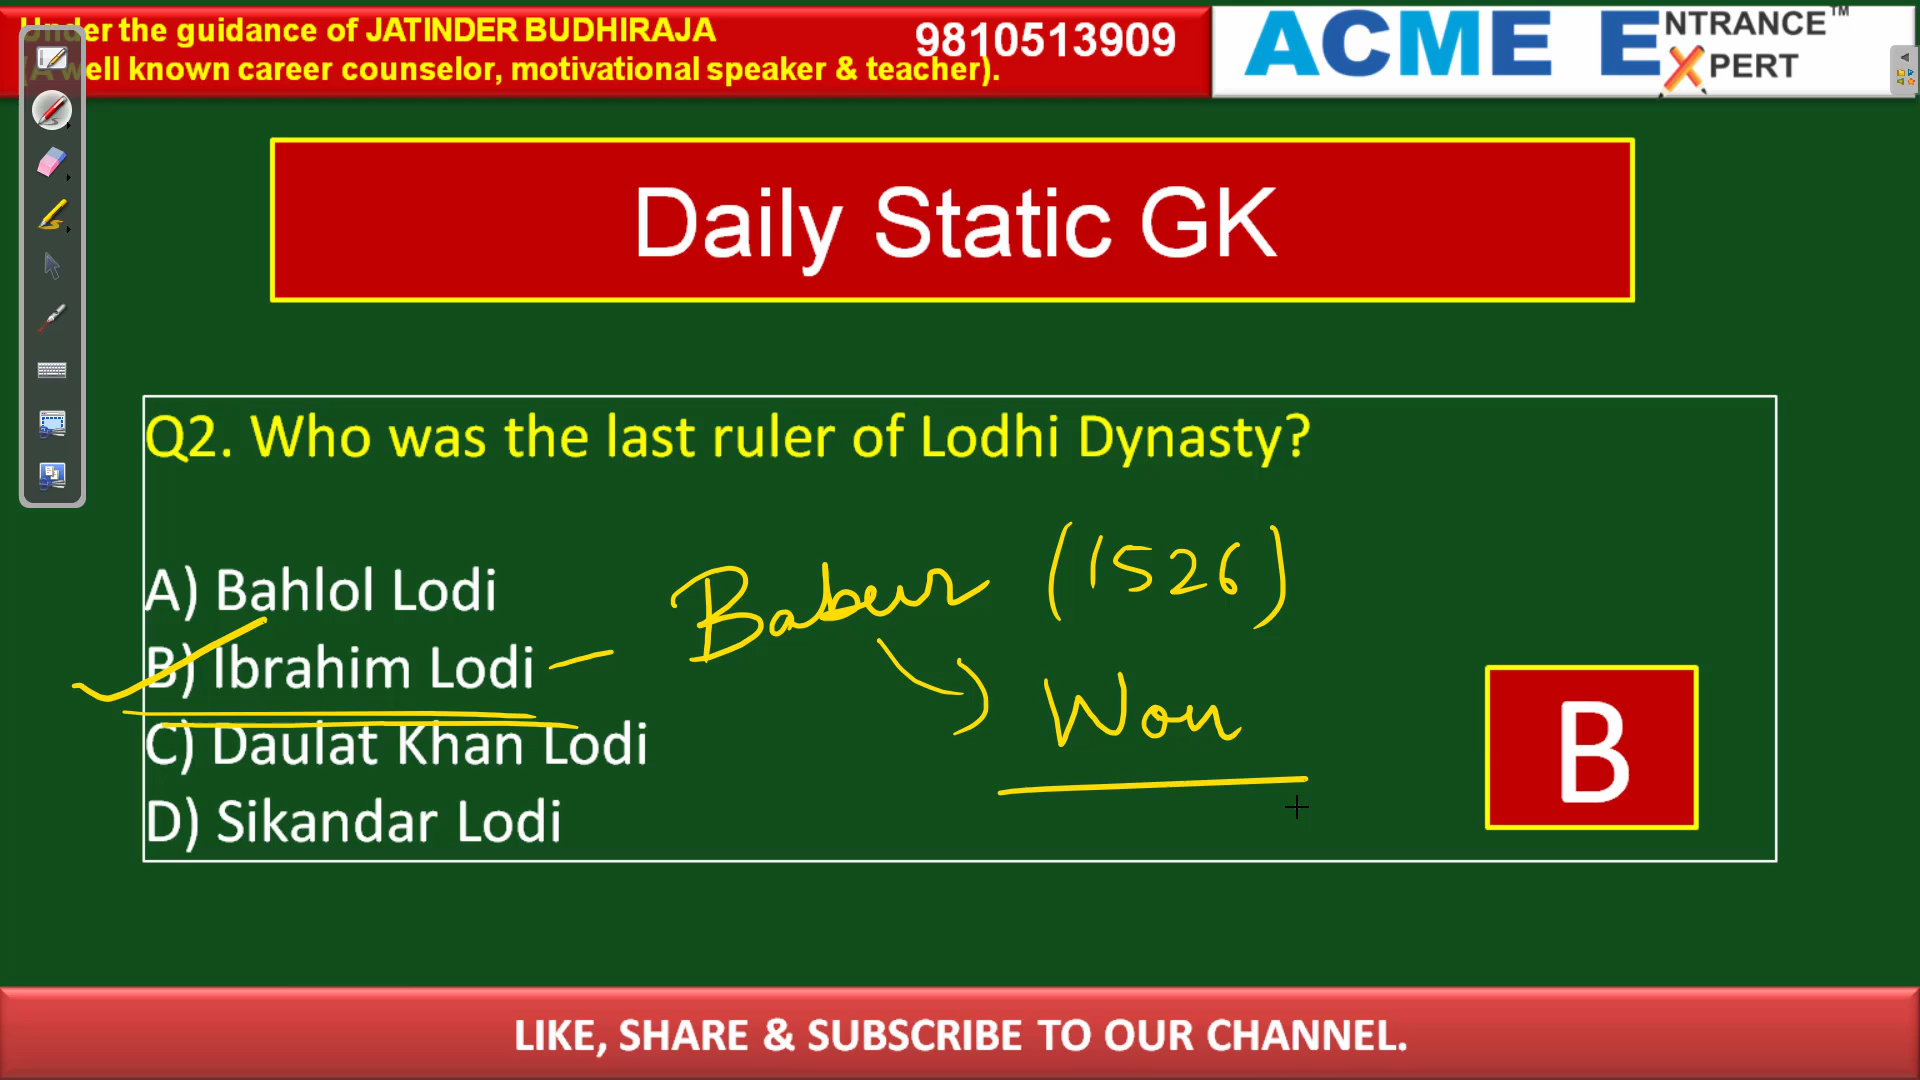 Under the guidance of JATINDER BUDHIRAJA
(A well known career counselor, motivational speaker & teacher).
9810513909
ACME ENTRANCE EXPERT™
Daily Static GK
Q2. Who was the last ruler of Lodhi Dynasty?
A) Bahlol Lodi
B) Ibrahim Lodi – Babur (1526)
Won
C) Daulat Khan Lodi
D) Sikandar Lodi
B
LIKE, SHARE & SUBSCRIBE TO OUR CHANNEL.